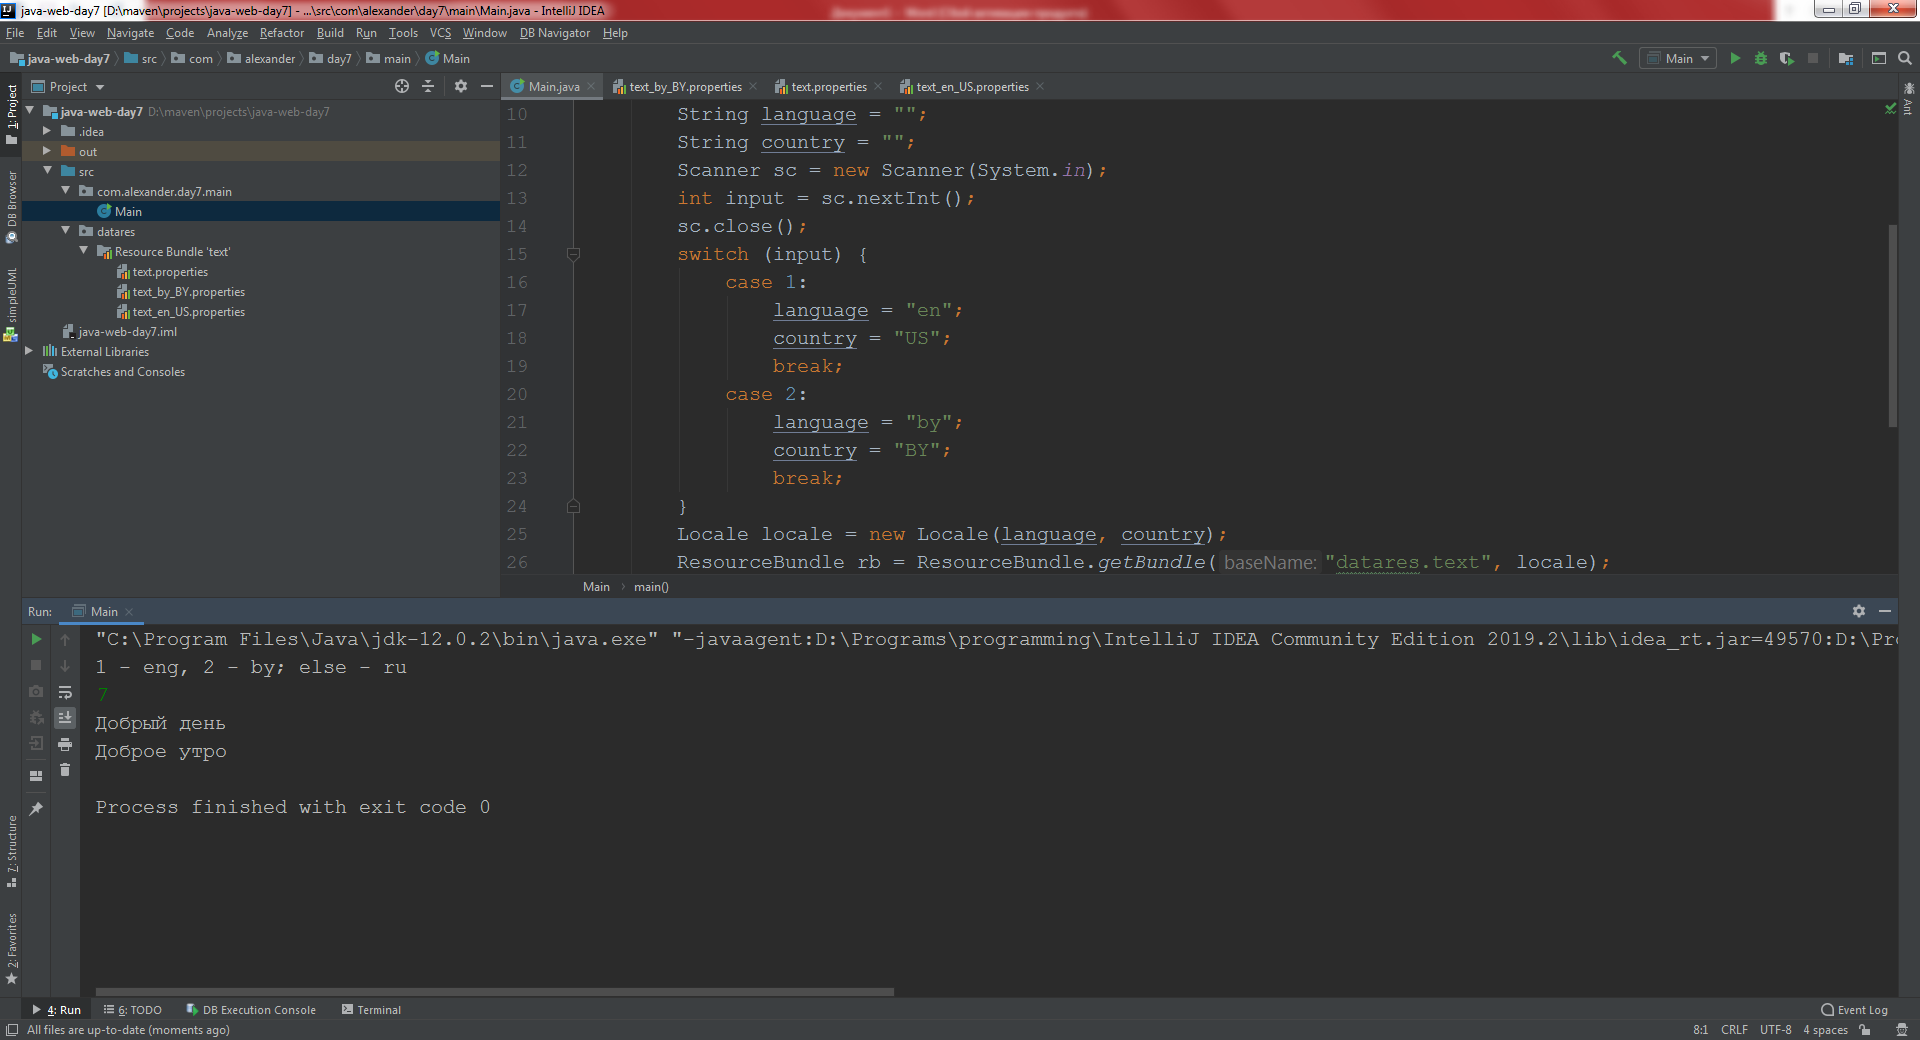 java-web-day7 [D:\maven\projects\java-web-day7] - ...\src\com\alexander\day7\main\Main.java - IntelliJ IDEA
File Edit View Navigate Code Analyze Refactor Build Run Tools VCS Window DB Navigator Help
java-web-day7 src com alexander day7 main Main
Main
Project
Main.java text_by_BY.properties text.properties text_en_US.properties
1: Project
DB Browser
simpleUML
7: Structure
2: Favorites
java-web-day7 D:\maven\projects\java-web-day7
.idea
out
src
com.alexander.day7.main
Main
datares
Resource Bundle 'text'
text.properties
text_by_BY.properties
text_en_US.properties
java-web-day7.iml
External Libraries
Scratches and Consoles
10 String language = "";
11 String country = "";
12 Scanner sc = new Scanner(System.in);
13 int input = sc.nextInt();
14 sc.close();
15 switch (input) {
16 case 1:
17 language = "en";
18 country = "US";
19 break;
20 case 2:
21 language = "by";
22 country = "BY";
23 break;
24 }
25 Locale locale = new Locale(language, country);
26 ResourceBundle rb = ResourceBundle.getBundle( baseName: "datares.text", locale);
Main main()
Ant
Run: Main
"C:\Program Files\Java\jdk-12.0.2\bin\java.exe" "-javaagent:D:\Programs\programming\IntelliJ IDEA Community Edition 2019.2\lib\idea_rt.jar=49570:D:\Pr
1 - eng, 2 - by; else - ru
7
Добрый день
Доброе утро
Process finished with exit code 0
4: Run 6: TODO DB Execution Console Terminal Event Log
All files are up-to-date (moments ago) 8:1 CRLF UTF-8 4 spaces